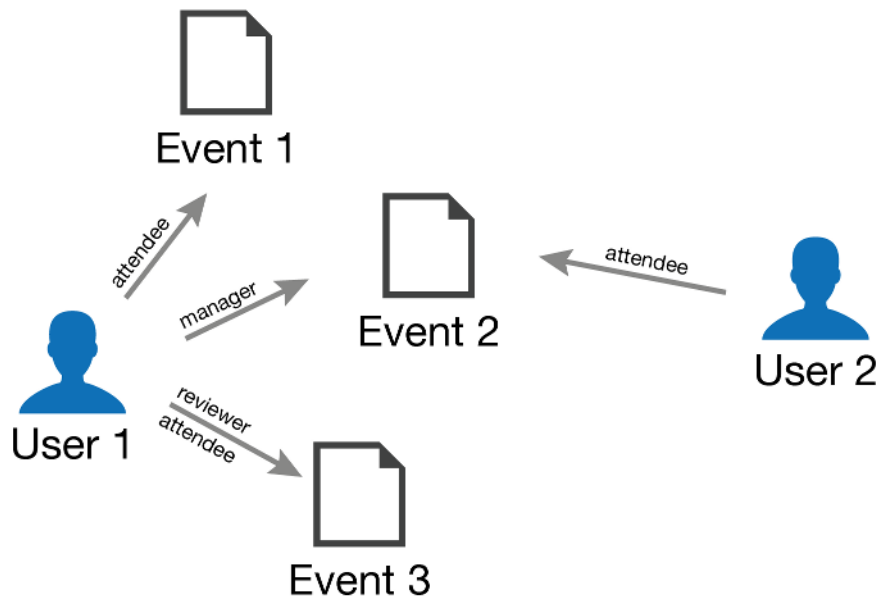 Event 1
attendee
manager
Event 2
attendee
User 2
reviewer
attendee
User 1
Event 3